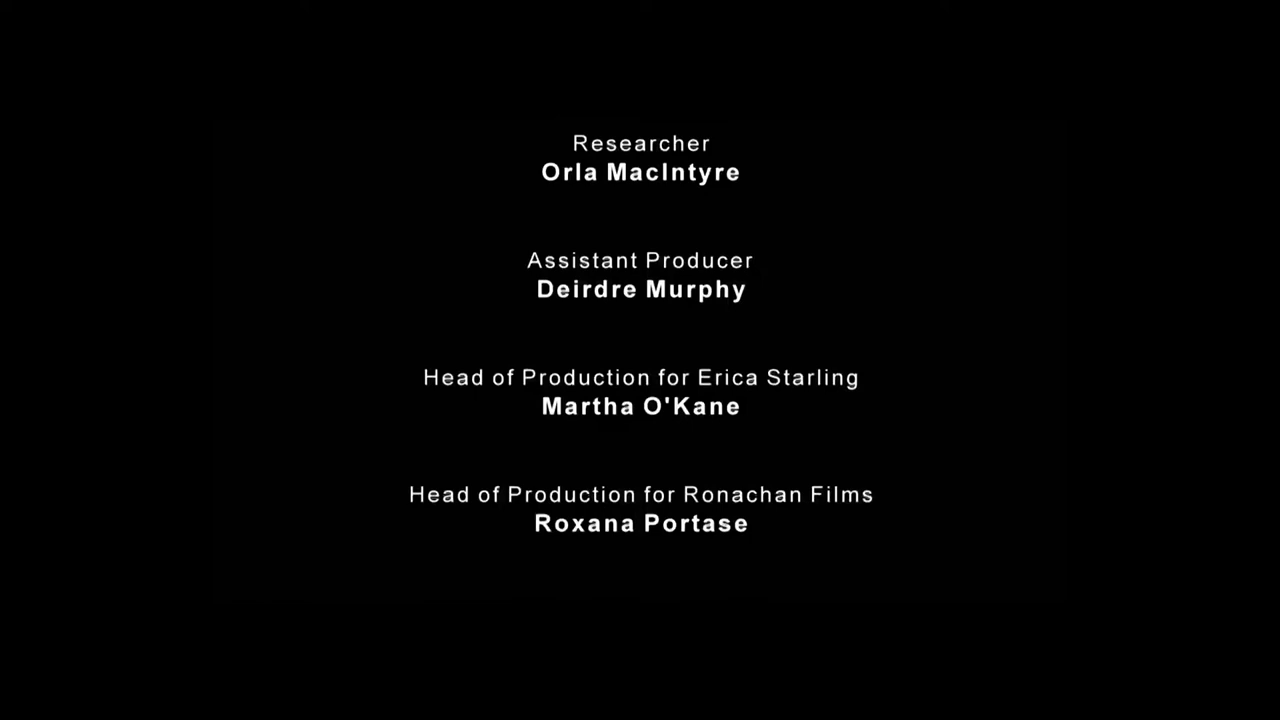 Researcher
Orla MacIntyre
Assistant Producer
Deirdre Murphy
Head of Production for Erica Starling
Martha O'Kane
Head of Production for Ronachan Films
Roxana Portase